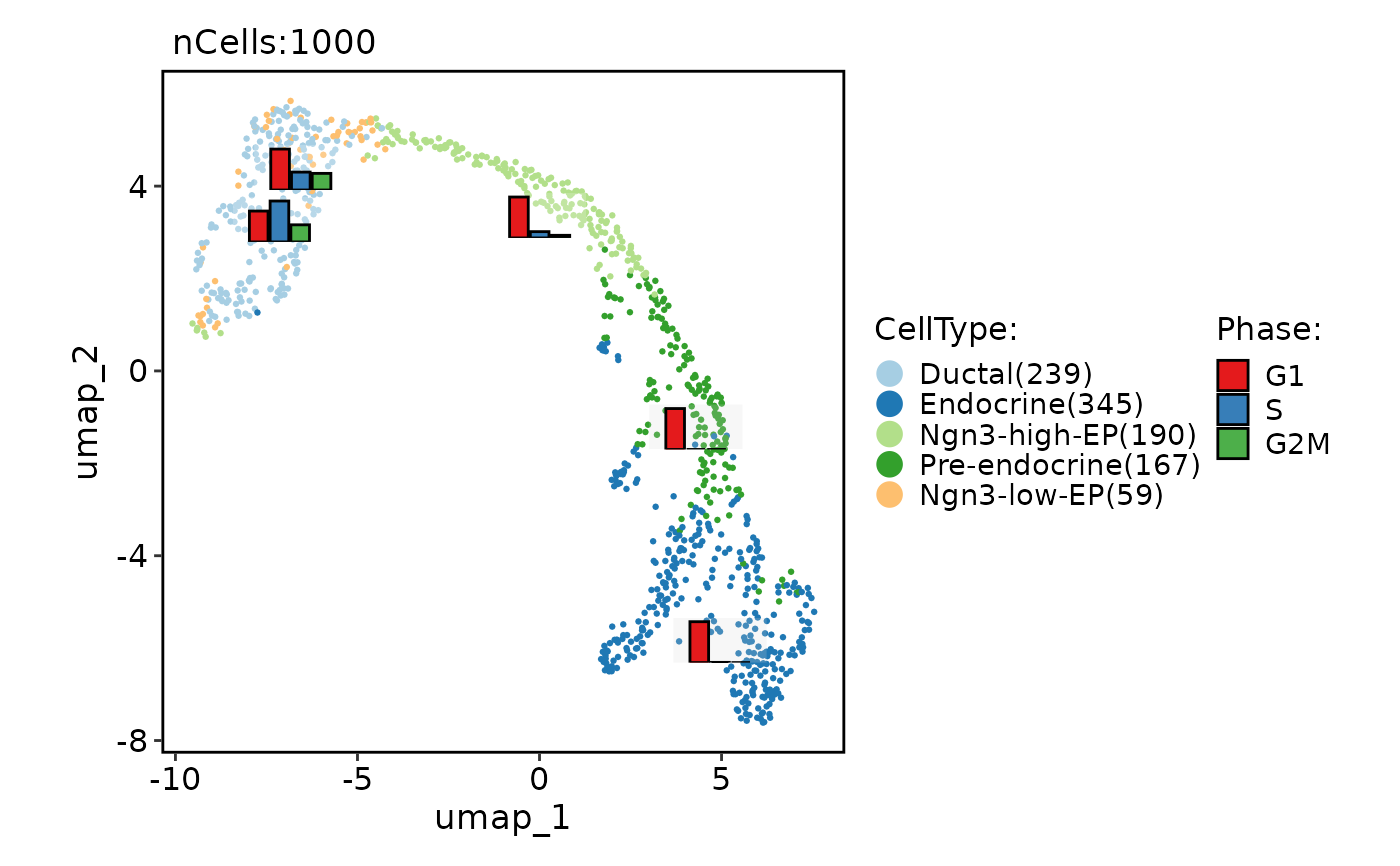 nCells:1000
4
0
-4
-8
umap_2
-10 -5 0 5
umap_1
CellType:
Ductal(239)
Endocrine(345)
Ngn3-high-EP(190)
Pre-endocrine(167)
Ngn3-low-EP(59)
Phase:
G1
S
G2M